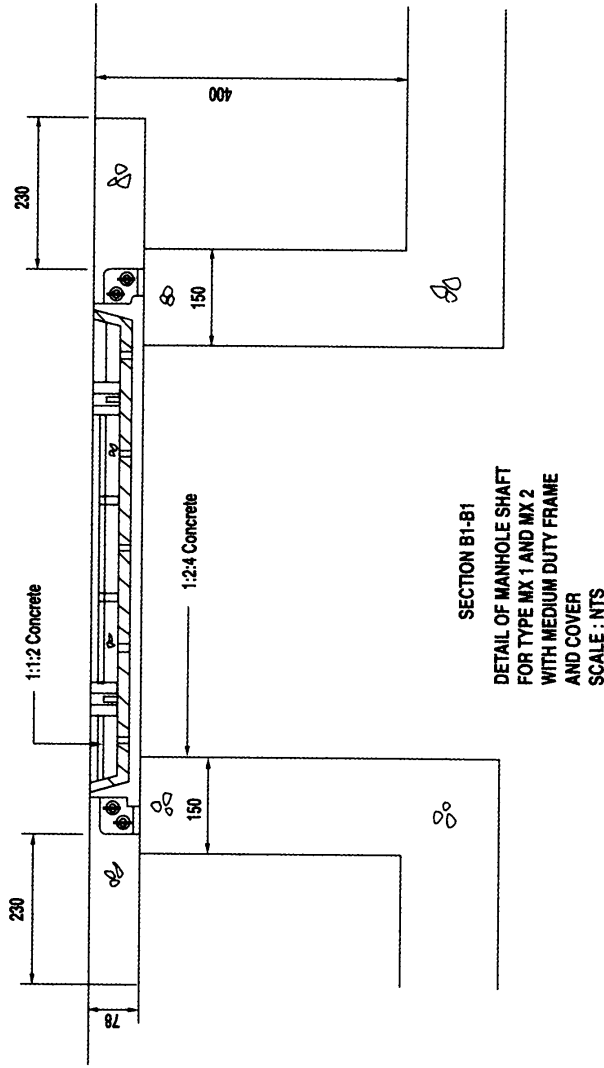 230
230
400
78
1:1:2 Concrete
150
150
1:2:4 Concrete
SECTION B1-B1
DETAIL OF MANHOLE SHAFT
FOR TYPE MX 1 AND MX 2
WITH MEDIUM DUTY FRAME
AND COVER
SCALE : NTS